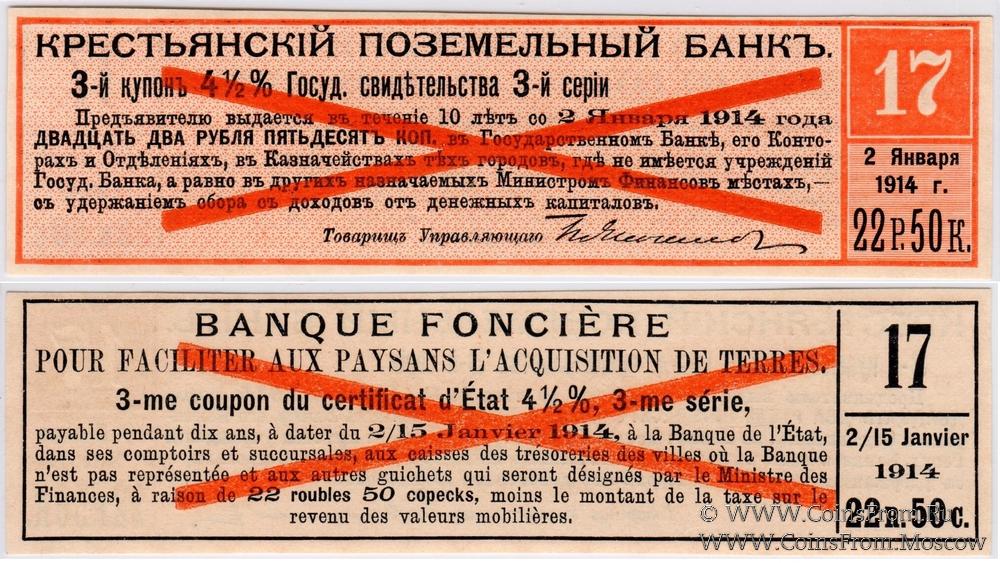 КРЕСТЬЯНСКІЙ ПОЗЕМЕЛЬНЫЙ БАНКЪ.
3-й купонъ 4½% Госуд. свидѣтельства 3-й серіи
Предъявителю выдается въ теченіе 10 лѣтъ со 2 Января 1914 года
ДВАДЦАТЬ ДВА РУБЛЯ ПЯТЬДЕСЯТЪ КОП. въ Государственномъ Банкѣ, его Конто-
рахъ и Отдѣленіяхъ, въ Казначействахъ тѣхъ городовъ, гдѣ не имѣется учрежденій
Госуд. Банка, а равно въ другихъ назначаемыхъ Министромъ Финансовъ мѣстахъ,—
съ удержаніемъ сбора съ доходовъ отъ денежныхъ капиталовъ.
Товарищъ Управляющаго
17
2 Января
1914 г.
22 Р. 50 К.
BANQUE FONCIÈRE
POUR FACILITER AUX PAYSANS L'ACQUISITION DE TERRES.
3-me coupon du certificat d'État 4½%, 3-me série,
payable pendant dix ans, à dater du 2/15 Janvier 1914, à la Banque de l'État,
dans ses comptoirs et succursales, aux caisses des trésoreries des villes où la Banque
n'est pas représentée et aux autres guichets qui seront désignés par le Ministre des
Finances, à raison de 22 roubles 50 copecks, moins le montant de la taxe sur le
revenu des valeurs mobilières.
17
2/15 Janvier
1914
22 R. 50 C.
© WWW.CoinsFrom.Ru
WWW.CoinsFrom.Moscow